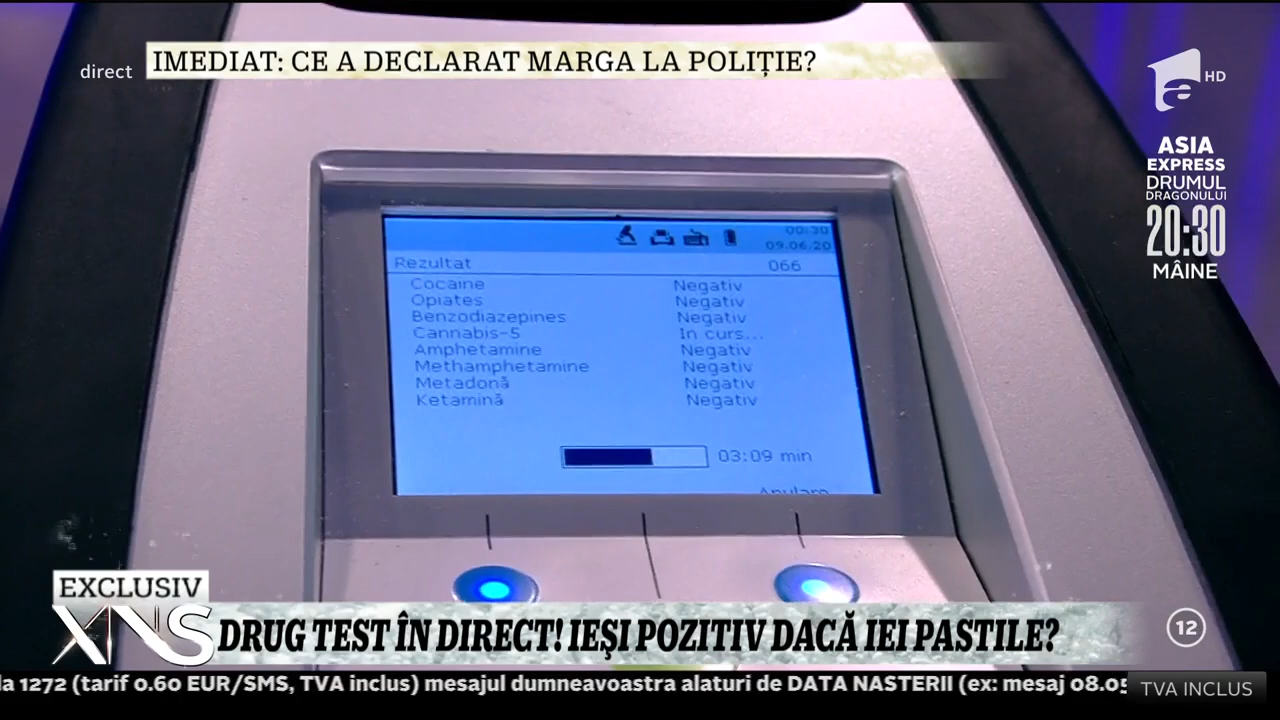 IMEDIAT: CE A DECLARAT MARGA LA POLIȚIE?
direct
HD
ASIA
EXPRESS
DRUMUL
DRAGONULUI
20:30
MÂINE
00:30
09.06.20
Rezultat 066
Cocaine Negativ
Opiates Negativ
Benzodiazepines Negativ
Cannabis-5 In curs...
Amphetamine Negativ
Methamphetamine Negativ
Metadonă Negativ
Ketamină Negativ
03:09 min
Anulare
EXCLUSIV
XNS
DRUG TEST ÎN DIRECT! IEŞI POZITIV DACĂ IEI PASTILE?
12
la 1272 (tarif 0.60 EUR/SMS, TVA inclus) mesajul dumneavoastra alaturi de DATA NASTERII (ex: mesaj 08.05
TVA INCLUS